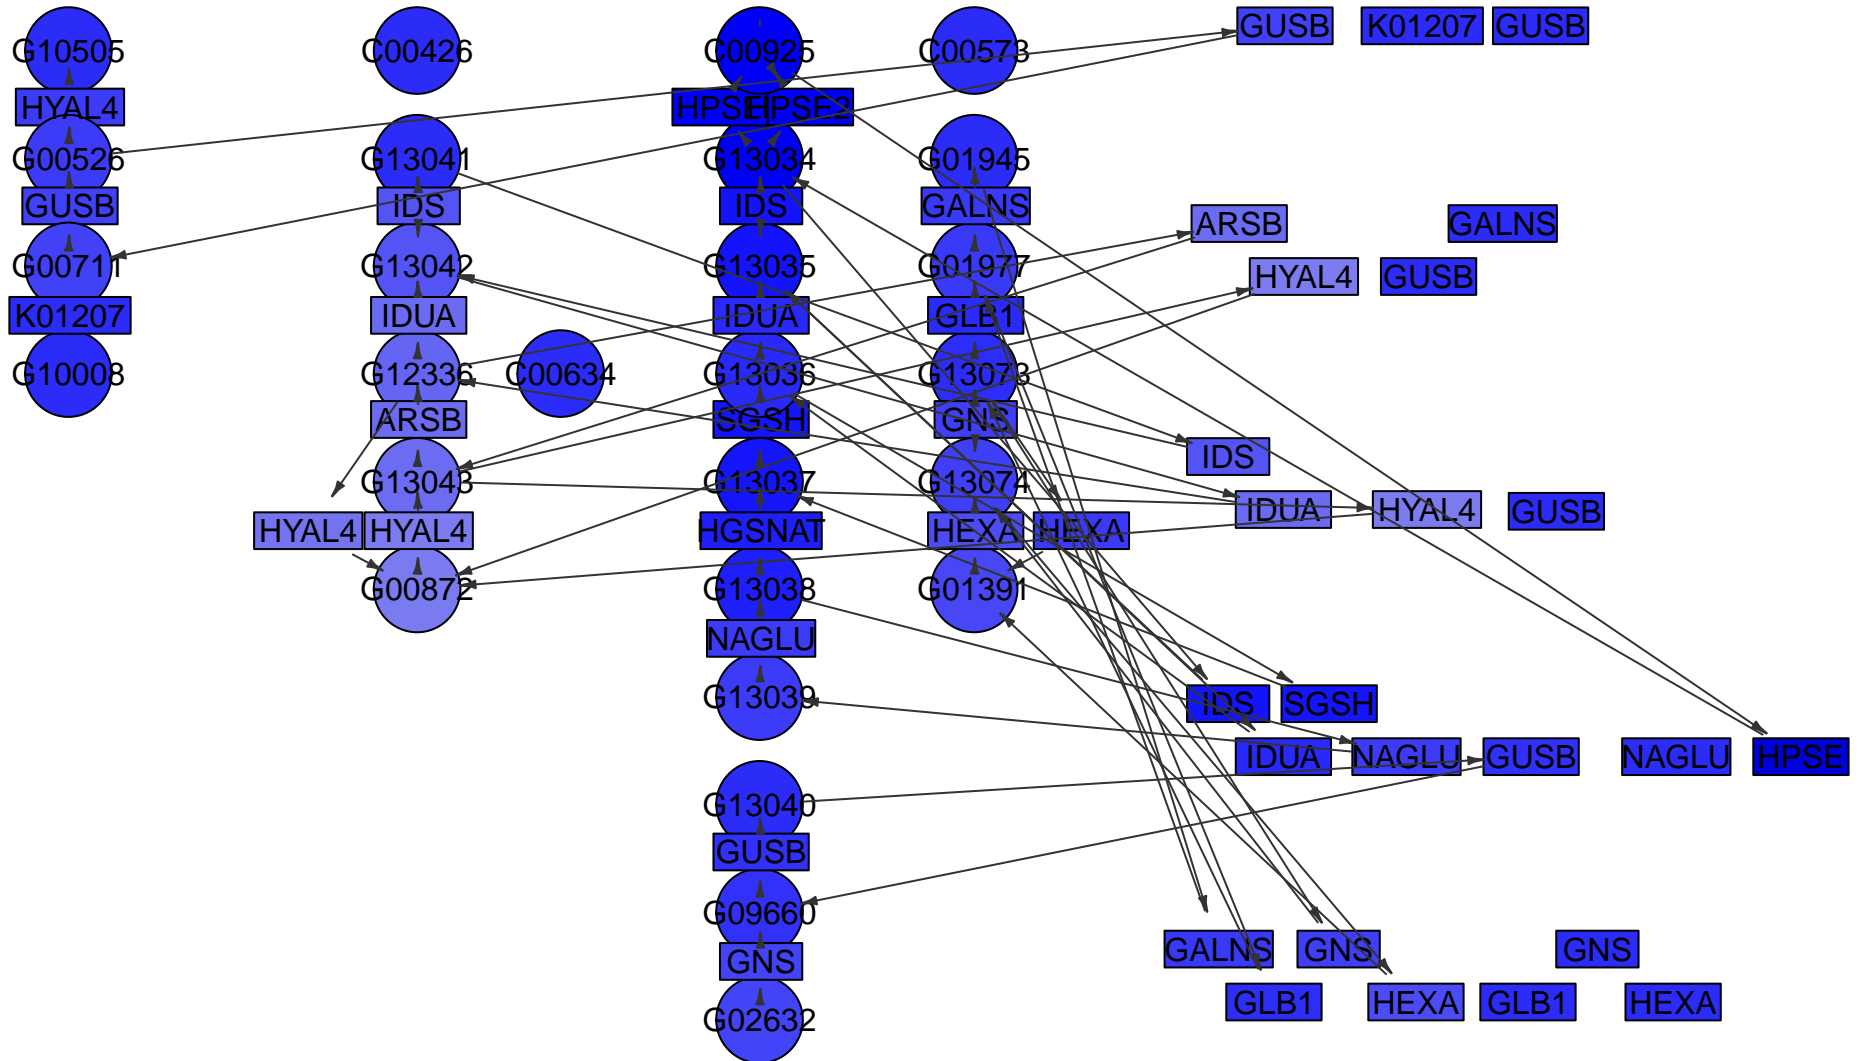 G10505 C00426 C00925 C00573 GUSB K01207 GUSB
HYAL4 HPSE HPSE2
G00526 G13041 G13034 G01945
GUSB IDS IDS GALNS ARSB GALNS
G00711 G13042 G13035 G01977 HYAL4 GUSB
K01207 IDUA IDUA GLB1
G10008 G12336 C00634 G13036 G13073
ARSB SGSH GNS
IDS
G13043 G13037 G13074
IDUA HYAL4 GUSB
HYAL4 HYAL4 HGSNAT HEXA HEXA
G00872 G13038 G01391
NAGLU
G13039 IDS SGSH
IDUA NAGLU GUSB NAGLU HPSE
G13040
GUSB
G09660
GNS GALNS GNS GNS
GLB1 HEXA GLB1 HEXA
G02632